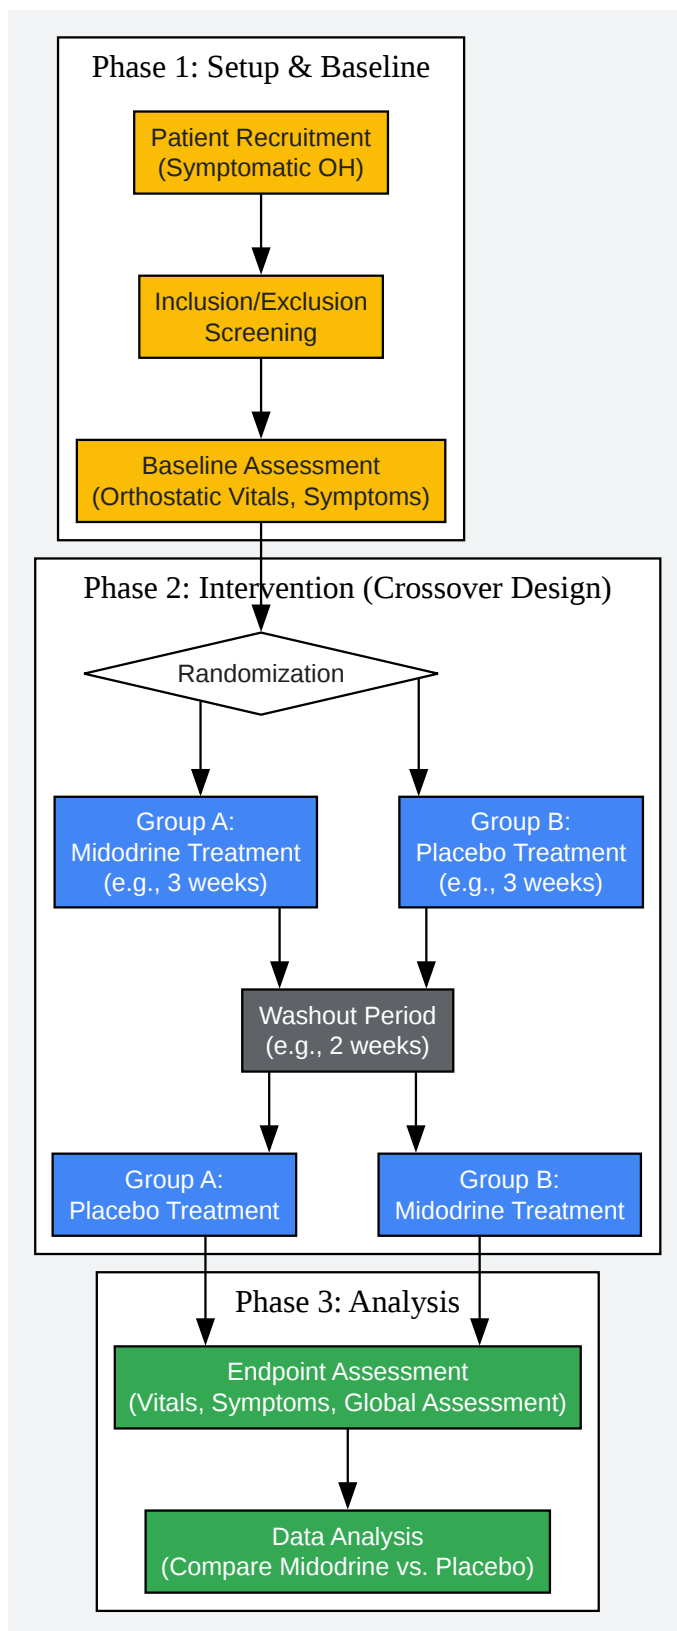 Phase 1: Setup & Baseline
Patient Recruitment
(Symptomatic OH)
Inclusion/Exclusion
Screening
Baseline Assessment
(Orthostatic Vitals, Symptoms)
Phase 2: Intervention (Crossover Design)
Randomization
Group A:
Midodrine Treatment
(e.g., 3 weeks)
Group B:
Placebo Treatment
(e.g., 3 weeks)
Washout Period
(e.g., 2 weeks)
Group A:
Placebo Treatment
Group B:
Midodrine Treatment
Phase 3: Analysis
Endpoint Assessment
(Vitals, Symptoms, Global Assessment)
Data Analysis
(Compare Midodrine vs. Placebo)